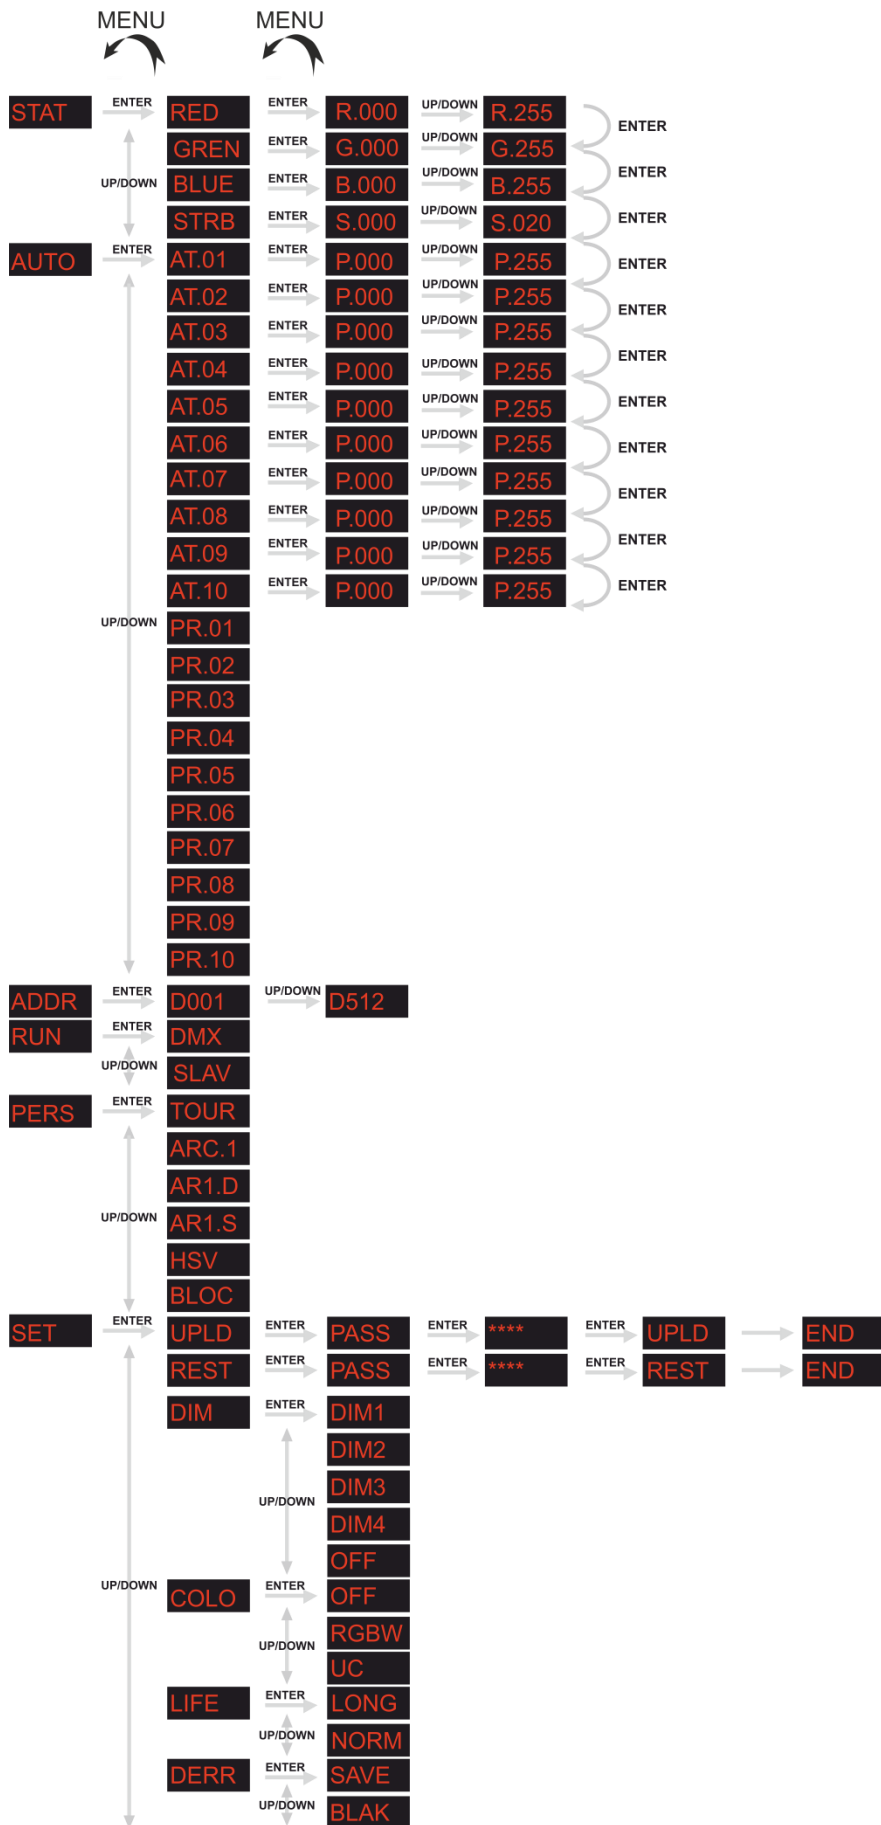 MENU MENU
STAT ENTER RED ENTER R.000 UP/DOWN R.255
ENTER
GREN ENTER G.000 UP/DOWN G.255
ENTER
UP/DOWN BLUE ENTER B.000 UP/DOWN B.255
ENTER
STRB ENTER S.000 UP/DOWN S.020
AUTO ENTER AT.01 ENTER P.000 UP/DOWN P.255
ENTER
AT.02 ENTER P.000 UP/DOWN P.255
ENTER
AT.03 ENTER P.000 UP/DOWN P.255
ENTER
AT.04 ENTER P.000 UP/DOWN P.255
ENTER
AT.05 ENTER P.000 UP/DOWN P.255
ENTER
AT.06 ENTER P.000 UP/DOWN P.255
ENTER
AT.07 ENTER P.000 UP/DOWN P.255
ENTER
AT.08 ENTER P.000 UP/DOWN P.255
ENTER
AT.09 ENTER P.000 UP/DOWN P.255
AT.10 ENTER P.000 UP/DOWN P.255
ENTER
UP/DOWN PR.01
PR.02
PR.03
PR.04
PR.05
PR.06
PR.07
PR.08
PR.09
PR.10
ADDR ENTER D001 UP/DOWN D512
RUN ENTER DMX
UP/DOWN SLAV
PERS ENTER TOUR
ARC.1
AR1.D
UP/DOWN AR1.S
HSV
BLOC
SET ENTER UPLD ENTER PASS ENTER **** ENTER UPLD END
REST ENTER PASS ENTER **** ENTER REST END
DIM ENTER DIM1
DIM2
UP/DOWN DIM3
DIM4
OFF
UP/DOWN COLO ENTER OFF
UP/DOWN RGBW
UC
LIFE ENTER LONG
UP/DOWN NORM
DERR ENTER SAVE
UP/DOWN BLAK